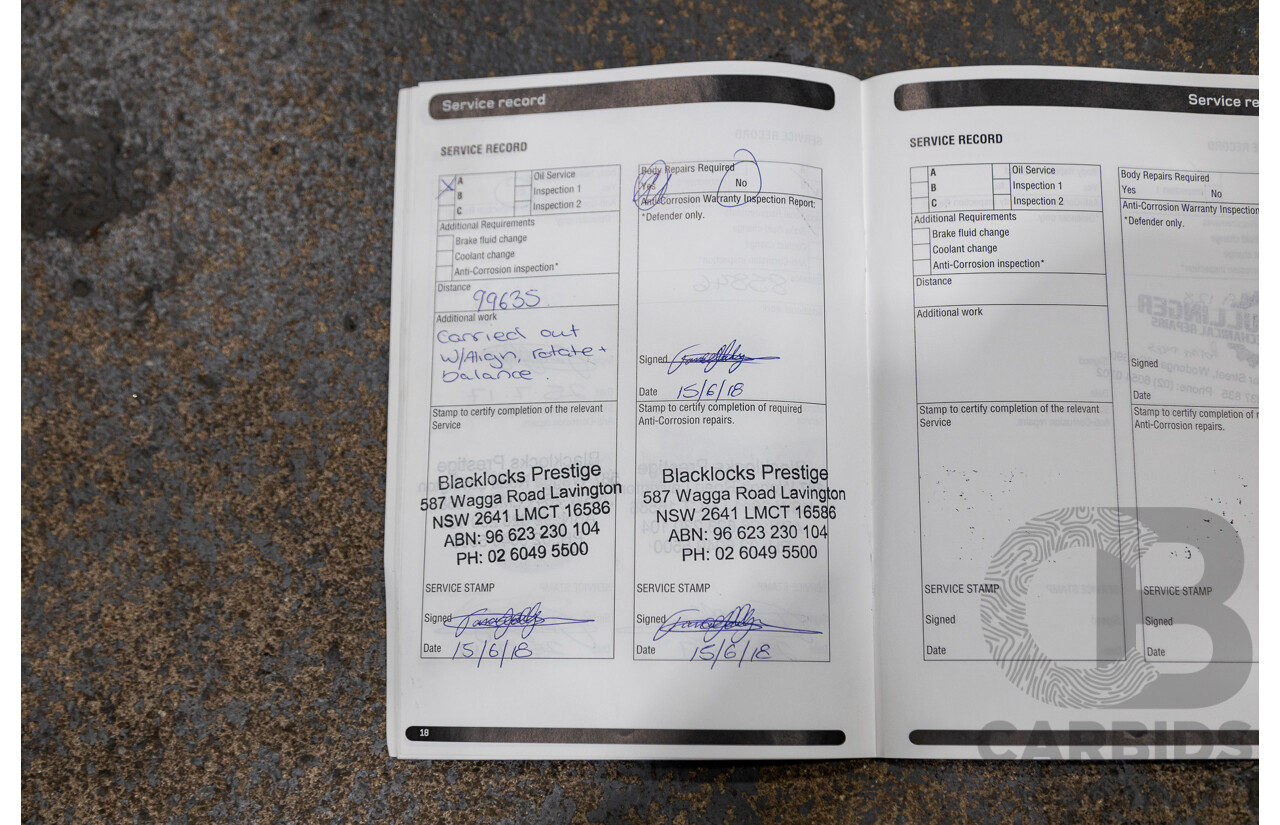 Service record
SERVICE RECORD
A
B
C
Oil Service
Inspection 1
Inspection 2
Additional Requirements
Brake fluid change
Coolant change
Anti-Corrosion inspection*
Distance
99635
Additional work
Carried out
W/Align, rotate +
balance.
Stamp to certify completion of the relevant
Service
Blacklocks Prestige
587 Wagga Road Lavington
NSW 2641 LMCT 16586
ABN: 96 623 230 104
PH: 02 6049 5500
SERVICE STAMP
Signed
Date 15/6/18
Body Repairs Required
Yes No
Anti-Corrosion Warranty Inspection Report:
*Defender only.
Signed
Date 15/6/18
Stamp to certify completion of required
Anti-Corrosion repairs.
Blacklocks Prestige
587 Wagga Road Lavington
NSW 2641 LMCT 16586
ABN: 96 623 230 104
PH: 02 6049 5500
SERVICE STAMP
Signed
Date 15/6/18
18
Service re
SERVICE RECORD
A
B
C
Oil Service
Inspection 1
Inspection 2
Additional Requirements
Brake fluid change
Coolant change
Anti-Corrosion inspection*
Distance
Additional work
Stamp to certify completion of the relevant
Service
SERVICE STAMP
Signed
Date
Body Repairs Required
Yes No
Anti-Corrosion Warranty Inspection
*Defender only.
Signed
Date
Stamp to certify completion of r
Anti-Corrosion repairs.
SERVICE STAMP
Signed
Date
CARBIDS